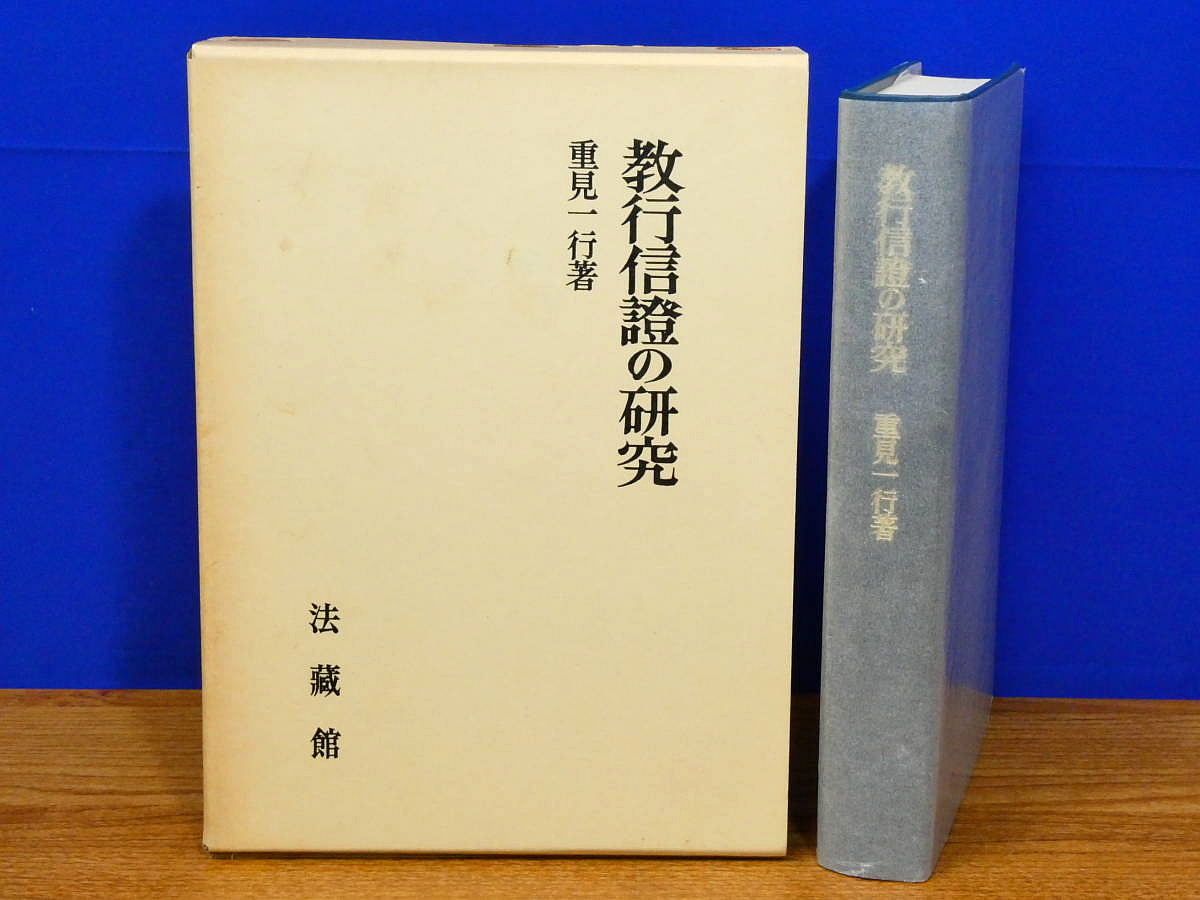 教行信證の研究
重見一行著
法藏館
教行信證の研究 重見一行著